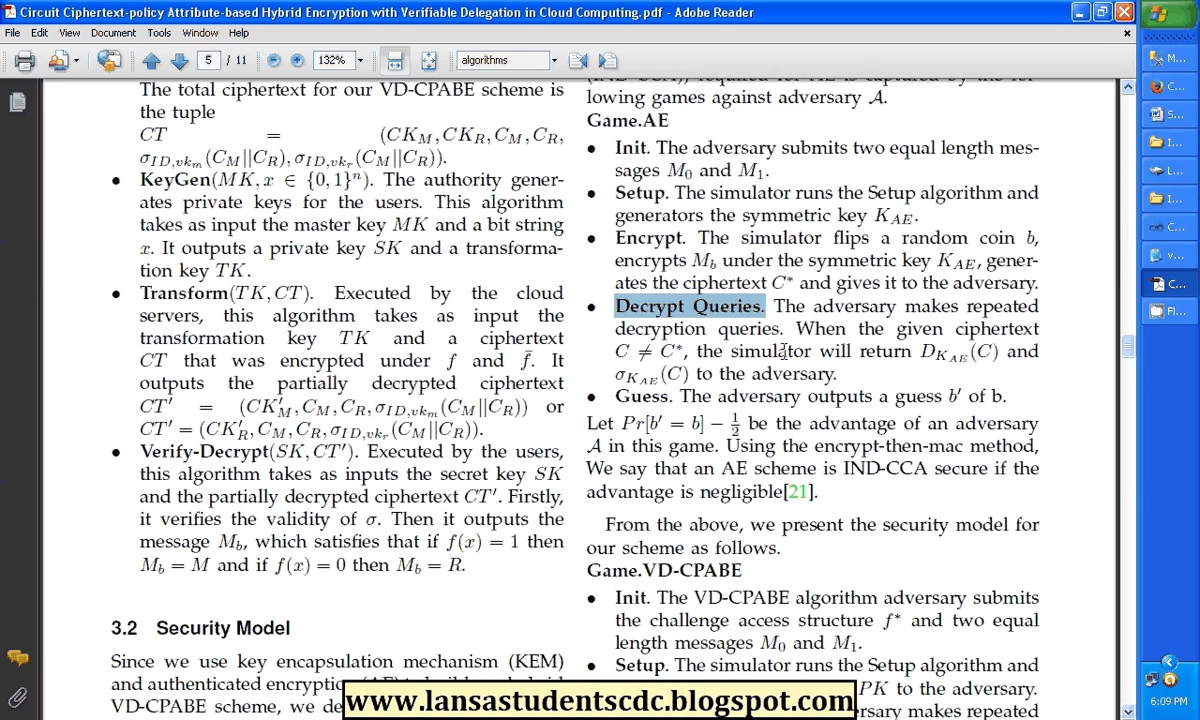 Circuit Ciphertext-policy Attribute-based Hybrid Encryption with Verifiable Delegation in Cloud Computing.pdf - Adobe Reader
File Edit View Document Tools Window Help
5 / 11 132% algorithms
The total ciphertext for our VD-CPABE scheme is
the tuple
CT = (CK_M, CK_R, C_M, C_R,
σ_{ID,vk_m}(C_M||C_R), σ_{ID,vk_r}(C_M||C_R)).
• KeyGen(MK, x ∈ {0, 1}^n). The authority gener-
ates private keys for the users. This algorithm
takes as input the master key MK and a bit string
x. It outputs a private key SK and a transforma-
tion key TK.
• Transform(TK, CT). Executed by the cloud
servers, this algorithm takes as input the
transformation key TK and a ciphertext
CT that was encrypted under f and f̄. It
outputs the partially decrypted ciphertext
CT′ = (CK′_M, C_M, C_R, σ_{ID,vk_m}(C_M||C_R)) or
CT′ = (CK′_R, C_M, C_R, σ_{ID,vk_r}(C_M||C_R)).
• Verify-Decrypt(SK, CT′). Executed by the users,
this algorithm takes as inputs the secret key SK
and the partially decrypted ciphertext CT′. Firstly,
it verifies the validity of σ. Then it outputs the
message M_b, which satisfies that if f(x) = 1 then
M_b = M and if f(x) = 0 then M_b = R.
3.2 Security Model
Since we use key encapsulation mechanism (KEM)
and authenticated encryption
VD-CPABE scheme, we de
lowing games against adversary A.
Game.AE
• Init. The adversary submits two equal length mes-
sages M_0 and M_1.
• Setup. The simulator runs the Setup algorithm and
generators the symmetric key K_{AE}.
• Encrypt. The simulator flips a random coin b,
encrypts M_b under the symmetric key K_{AE}, gener-
ates the ciphertext C* and gives it to the adversary.
• Decrypt Queries. The adversary makes repeated
decryption queries. When the given ciphertext
C ≠ C*, the simulator will return D_{K_{AE}}(C) and
σ_{K_{AE}}(C) to the adversary.
• Guess. The adversary outputs a guess b′ of b.
Let Pr[b′ = b] − 1/2 be the advantage of an adversary
A in this game. Using the encrypt-then-mac method,
We say that an AE scheme is IND-CCA secure if the
advantage is negligible[21].
From the above, we present the security model for
our scheme as follows.
Game.VD-CPABE
• Init. The VD-CPABE algorithm adversary submits
the challenge access structure f* and two equal
length messages M_0 and M_1.
• Setup. The simulator runs the Setup algorithm and
PK to the adversary.
ersary makes repeated
www.lansastudentscdc.blogspot.com
M...
C...
S...
I...
L...
I...
C...
v...
C...
Fl...
6:09 PM